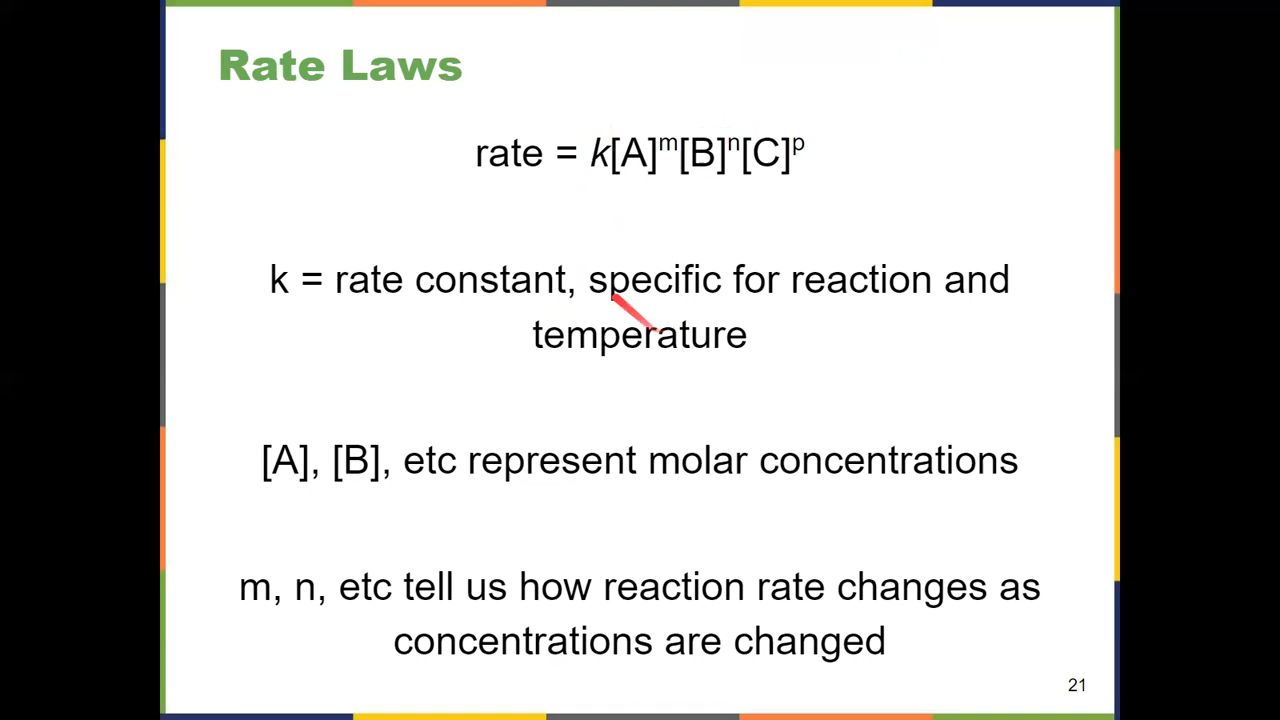 Rate Laws
rate = k[A]ᵐ[B]ⁿ[C]ᵖ
k = rate constant, specific for reaction and
temperature
[A], [B], etc represent molar concentrations
m, n, etc tell us how reaction rate changes as
concentrations are changed
21